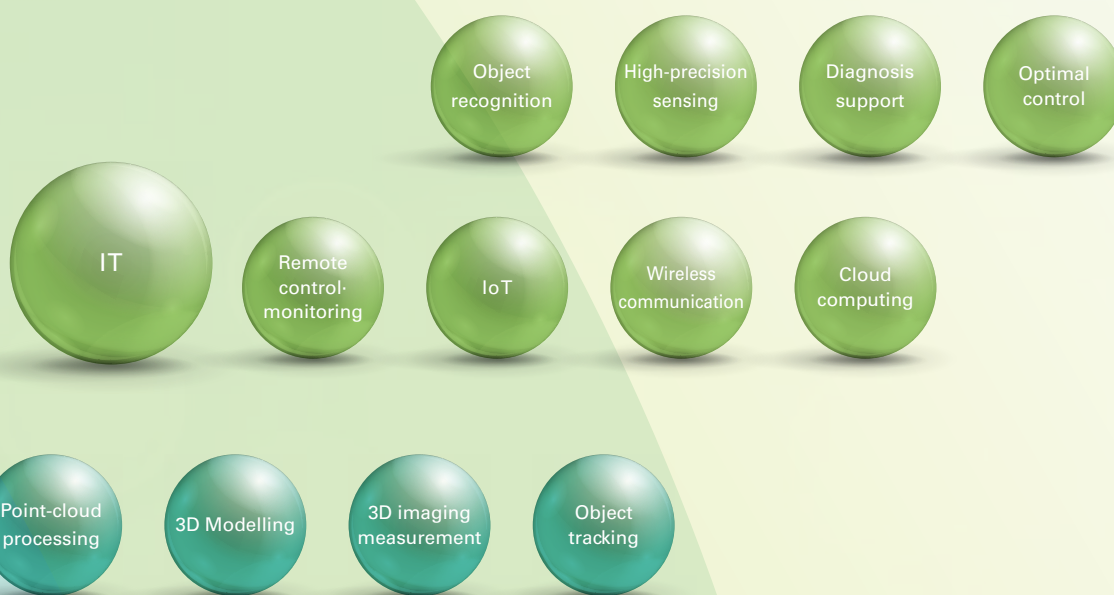 Object
recognition
High-precision
sensing
Diagnosis
support
Optimal
control
IT
Remote
control·
monitoring
IoT
Wireless
communication
Cloud
computing
Point-cloud
processing
3D Modelling
3D imaging
measurement
Object
tracking